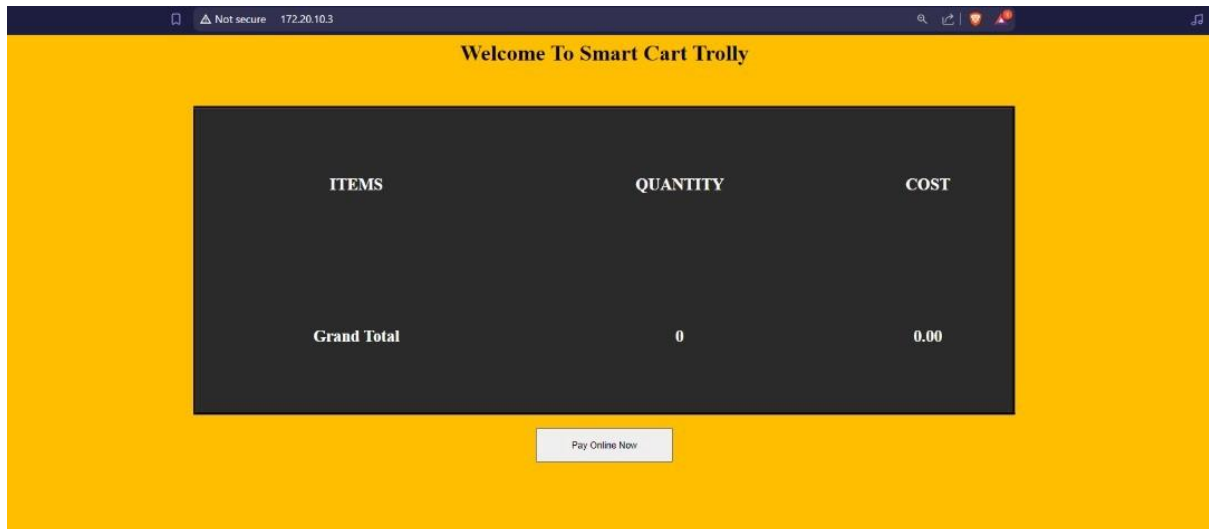 Not secure 172.20.10.3
Welcome To Smart Cart Trolly
ITEMS QUANTITY COST
Grand Total 0 0.00
Pay Online Now